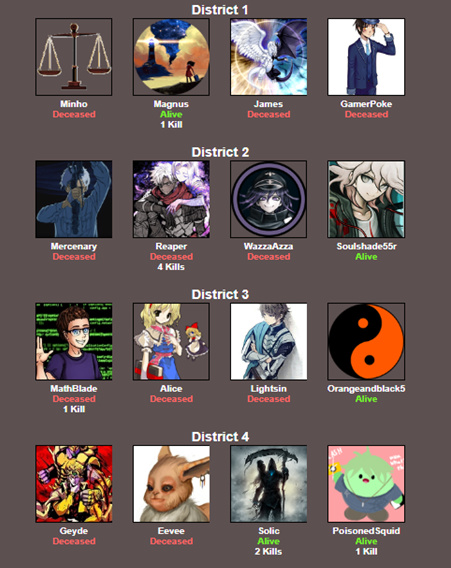 District 1
Minho
Deceased
Magnus
Alive
1 Kill
James
Deceased
GamerPoke
Deceased
District 2
Mercenary
Deceased
Reaper
Deceased
4 Kills
WazzaAzza
Deceased
Soulshade55r
Alive
District 3
MathBlade
Deceased
1 Kill
Alice
Deceased
Lightsin
Deceased
Orangeandblack5
Alive
District 4
Geyde
Deceased
Eevee
Deceased
Solic
Alive
2 Kills
PoisonedSquid
Alive
1 Kill